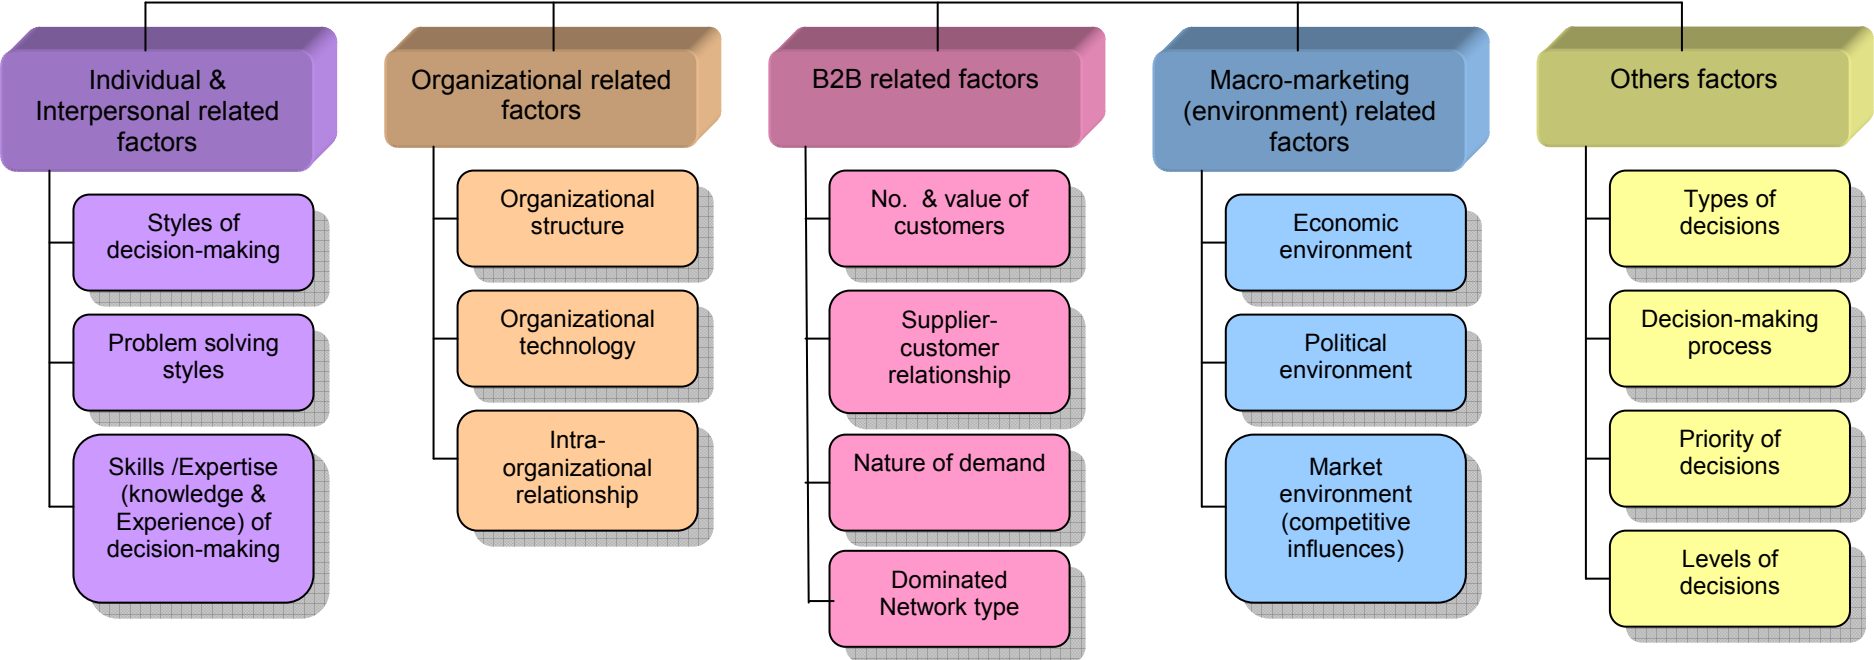 Individual &
Interpersonal related
factors
Organizational related
factors
B2B related factors
Macro-marketing
(environment) related
factors
Others factors
Styles of
decision-making
Problem solving
styles
Skills /Expertise
(knowledge &
Experience) of
decision-making
Organizational
structure
Organizational
technology
Intra-
organizational
relationship
No. & value of
customers
Supplier-
customer
relationship
Nature of demand
Dominated
Network type
Economic
environment
Political
environment
Market
environment
(competitive
influences)
Types of
decisions
Decision-making
process
Priority of
decisions
Levels of
decisions